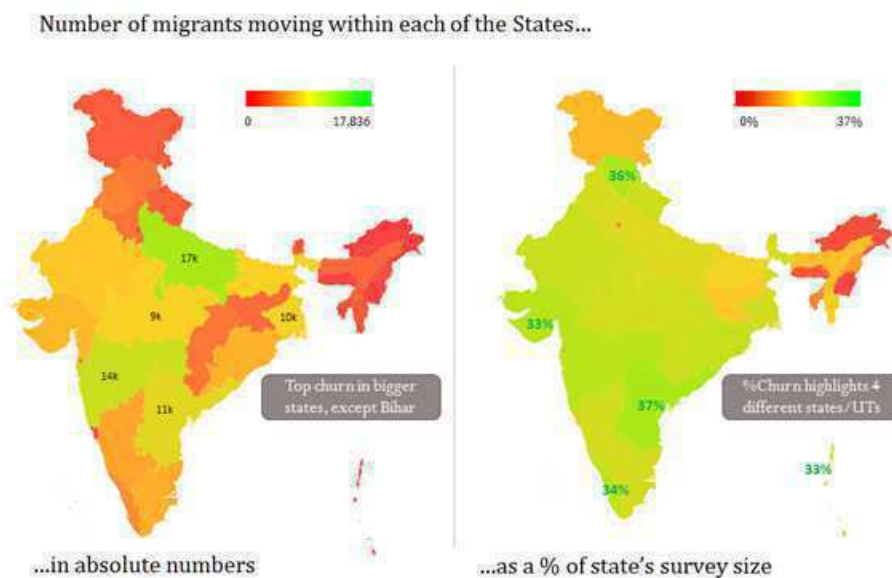 Number of migrants moving within each of the States...
0
17,836
17k
9k
10k
14k
11k
Top churn in bigger
states, except Bihar
...in absolute numbers
0%
37%
36%
33%
37%
34%
33%
%Churn highlights 4
different states/UTs
...as a % of state's survey size